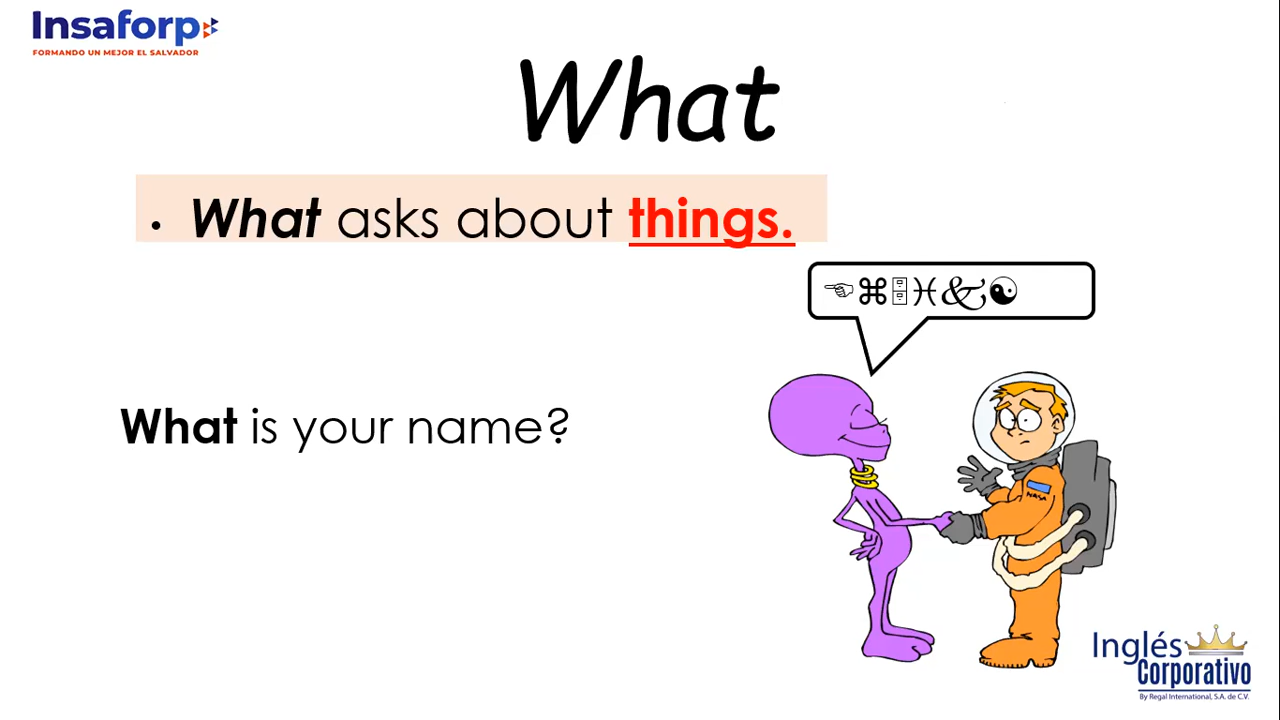 Insaforp
FORMANDO UN MEJOR EL SALVADOR
What
• What asks about things.
☜⌘🗄♓🙰☯
What is your name?
NASA
Inglés
Corporativo
By Regal International, S.A. de C.V.